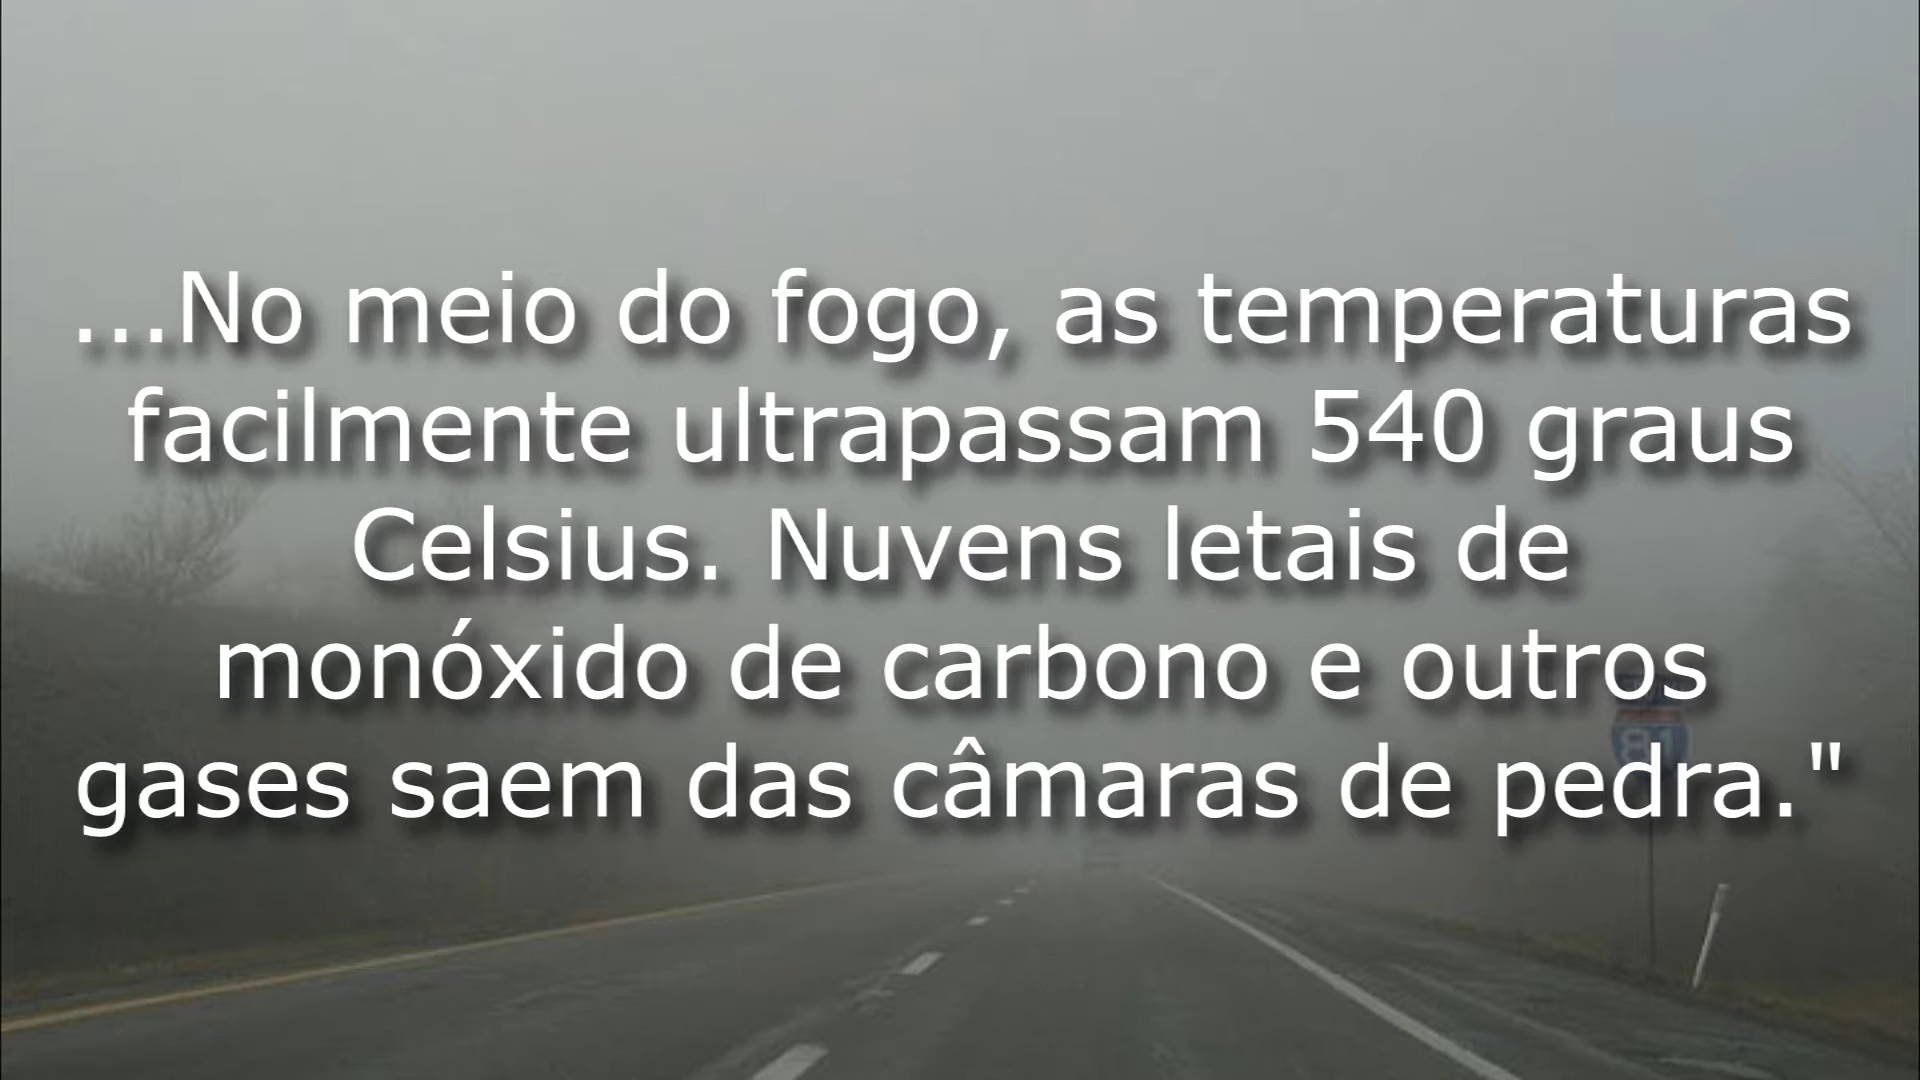 ...No meio do fogo, as temperaturas
facilmente ultrapassam 540 graus
Celsius. Nuvens letais de
monóxido de carbono e outros
gases saem das câmaras de pedra."
81